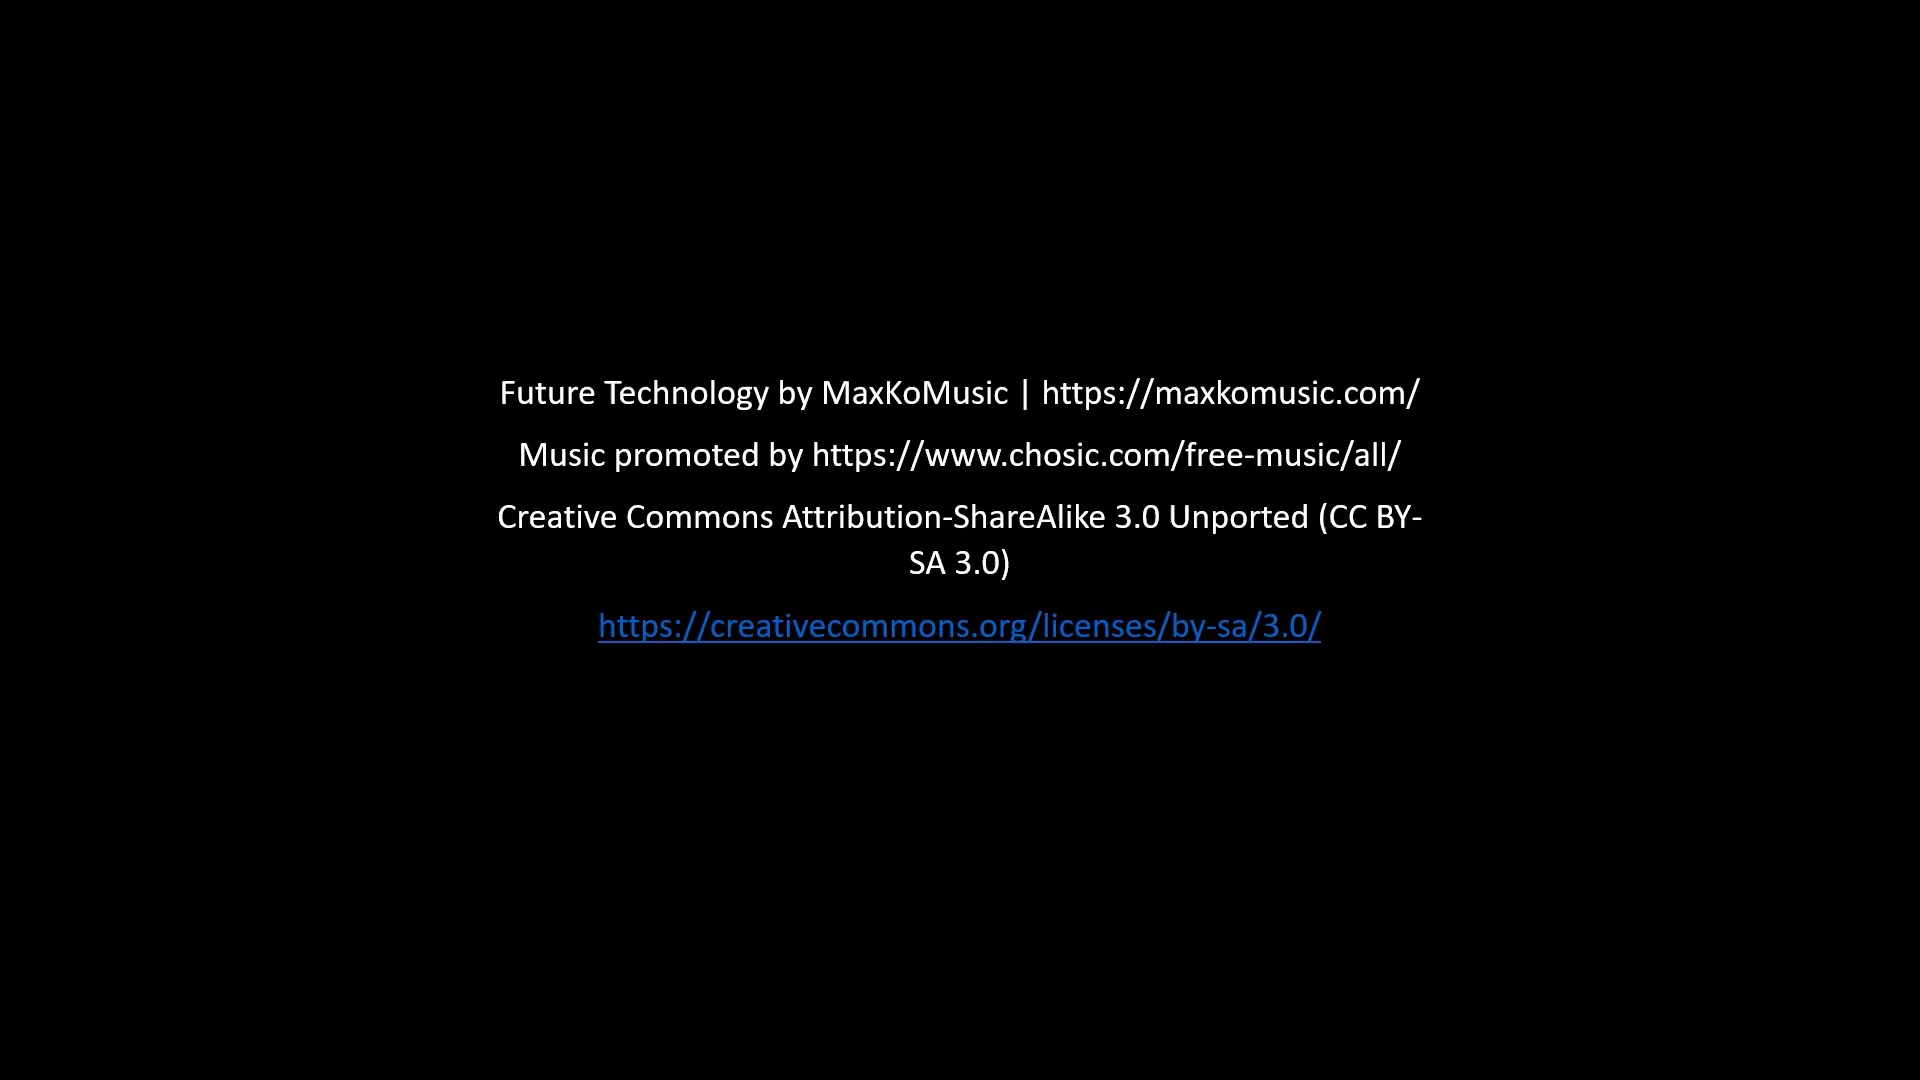 Future Technology by MaxKoMusic | https://maxkomusic.com/
Music promoted by https://www.chosic.com/free-music/all/
Creative Commons Attribution-ShareAlike 3.0 Unported (CC BY-
SA 3.0)
https://creativecommons.org/licenses/by-sa/3.0/